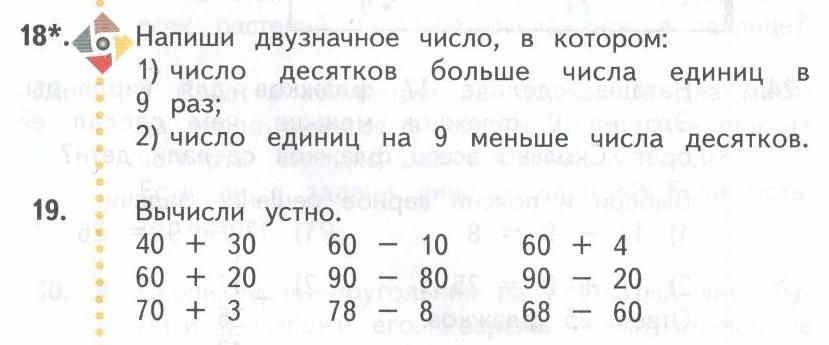 18*. Напиши двузначное число, в котором:
1) число десятков больше числа единиц в
9 раз;
2) число единиц на 9 меньше числа десятков.
19. Вычисли устно.
40 + 30 60 − 10 60 + 4
60 + 20 90 − 80 90 − 20
70 + 3 78 − 8 68 − 60